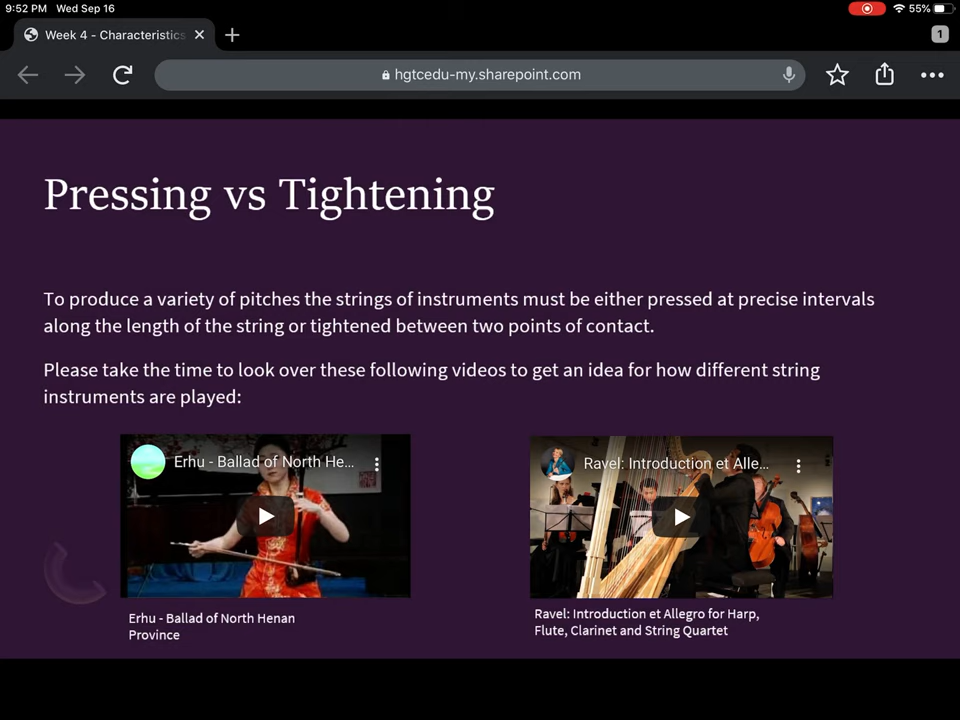 9:52 PM Wed Sep 16
55%
Week 4 - Characteristics
1
hgtcedu-my.sharepoint.com
Pressing vs Tightening
To produce a variety of pitches the strings of instruments must be either pressed at precise intervals
along the length of the string or tightened between two points of contact.
Please take the time to look over these following videos to get an idea for how different string
instruments are played:
Erhu - Ballad of North He...
Ravel: Introduction et Alle...
Erhu - Ballad of North Henan
Province
Ravel: Introduction et Allegro for Harp,
Flute, Clarinet and String Quartet